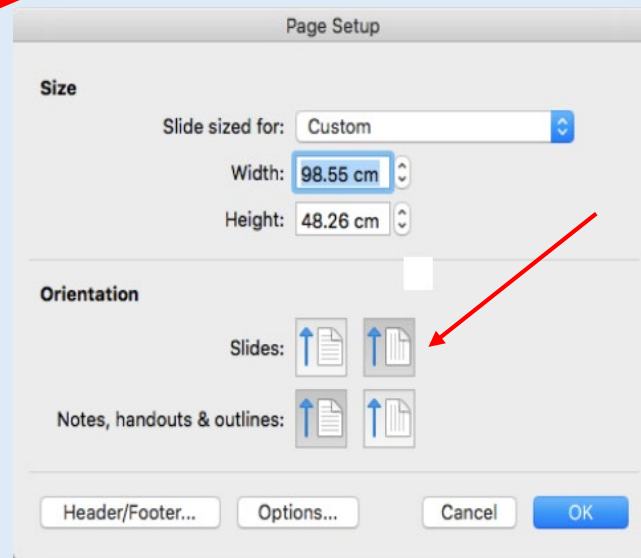 Page Setup
Size
Slide sized for: Custom
Width: 98.55 cm
Height: 48.26 cm
Orientation
Slides:
Notes, handouts & outlines:
Header/Footer... Options... Cancel OK